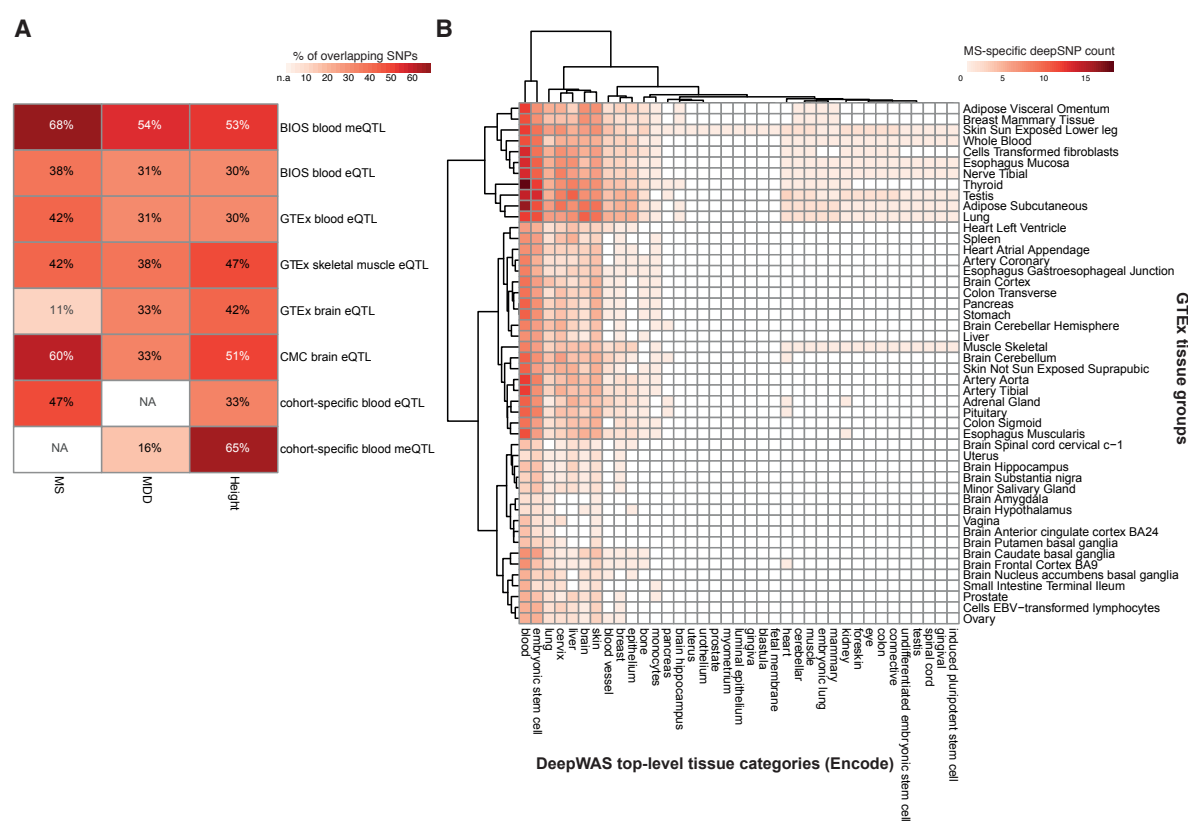 A
% of overlapping SNPs
n.a 10 20 30 40 60
68% 54% 53% BIOS blood meQTL
38% 31% 30% BIOS blood eQTL
42% 31% 30% GTEx blood eQTL
42% 38% 47% GTEx skeletal muscle eQTL
11% 33% 42% GTEx brain eQTL
60% 33% 51% CMC brain eQTL
47% NA 33% cohort-specific blood eQTL
NA 16% 65% cohort-specific blood meQTL
MS
MDD
Height
B
MS-specific deepSNP count
0 5 10 15
Adipose Visceral Omentum
Breast Mammary Tissue
Skin Sun Exposed Lower leg
Whole Blood
Cells Transformed fibroblasts
Esophagus Mucosa
Nerve Tibial
Thyroid
Testis
Adipose Subcutaneous
Lung
Heart Left Ventricle
Spleen
Heart Atrial Appendage
Artery Coronary
Esophagus Gastroesophageal Junction
Brain Cortex
Colon Transverse
Pancreas
Stomach
Brain Cerebellar Hemisphere
Liver
Muscle Skeletal
Brain Cerebellum
Skin Not Sun Exposed Suprapubic
Artery Aorta
Artery Tibial
Adrenal Gland
Pituitary
Colon Sigmoid
Esophagus Muscularis
Brain Spinal cord cervical c−1
Uterus
Brain Hippocampus
Brain Substantia nigra
Minor Salivary Gland
Brain Amygdala
Brain Hypothalamus
Vagina
Brain Anterior cingulate cortex BA24
Brain Putamen basal ganglia
Brain Caudate basal ganglia
Brain Frontal Cortex BA9
Brain Nucleus accumbens basal ganglia
Small Intestine Terminal Ileum
Prostate
Cells EBV−transformed lymphocytes
Ovary
GTEx tissue groups
blood
embryonic stem cell
lung
cervix
liver
brain
skin
blood vessel
breast
epithelium
bone
monocytes
pancreas
brain hippocampus
uterus
urothelium
prostate
myometrium
luminal epithelium
gingiva
blastula
fetal membrane
heart
cerebellar
muscle
embryonic lung
mammary
kidney
foreskin
eye
colon
connective
undifferentiated embryonic stem cell
testis
spinal cord
gingival
induced pluripotent stem cell
DeepWAS top-level tissue categories (Encode)